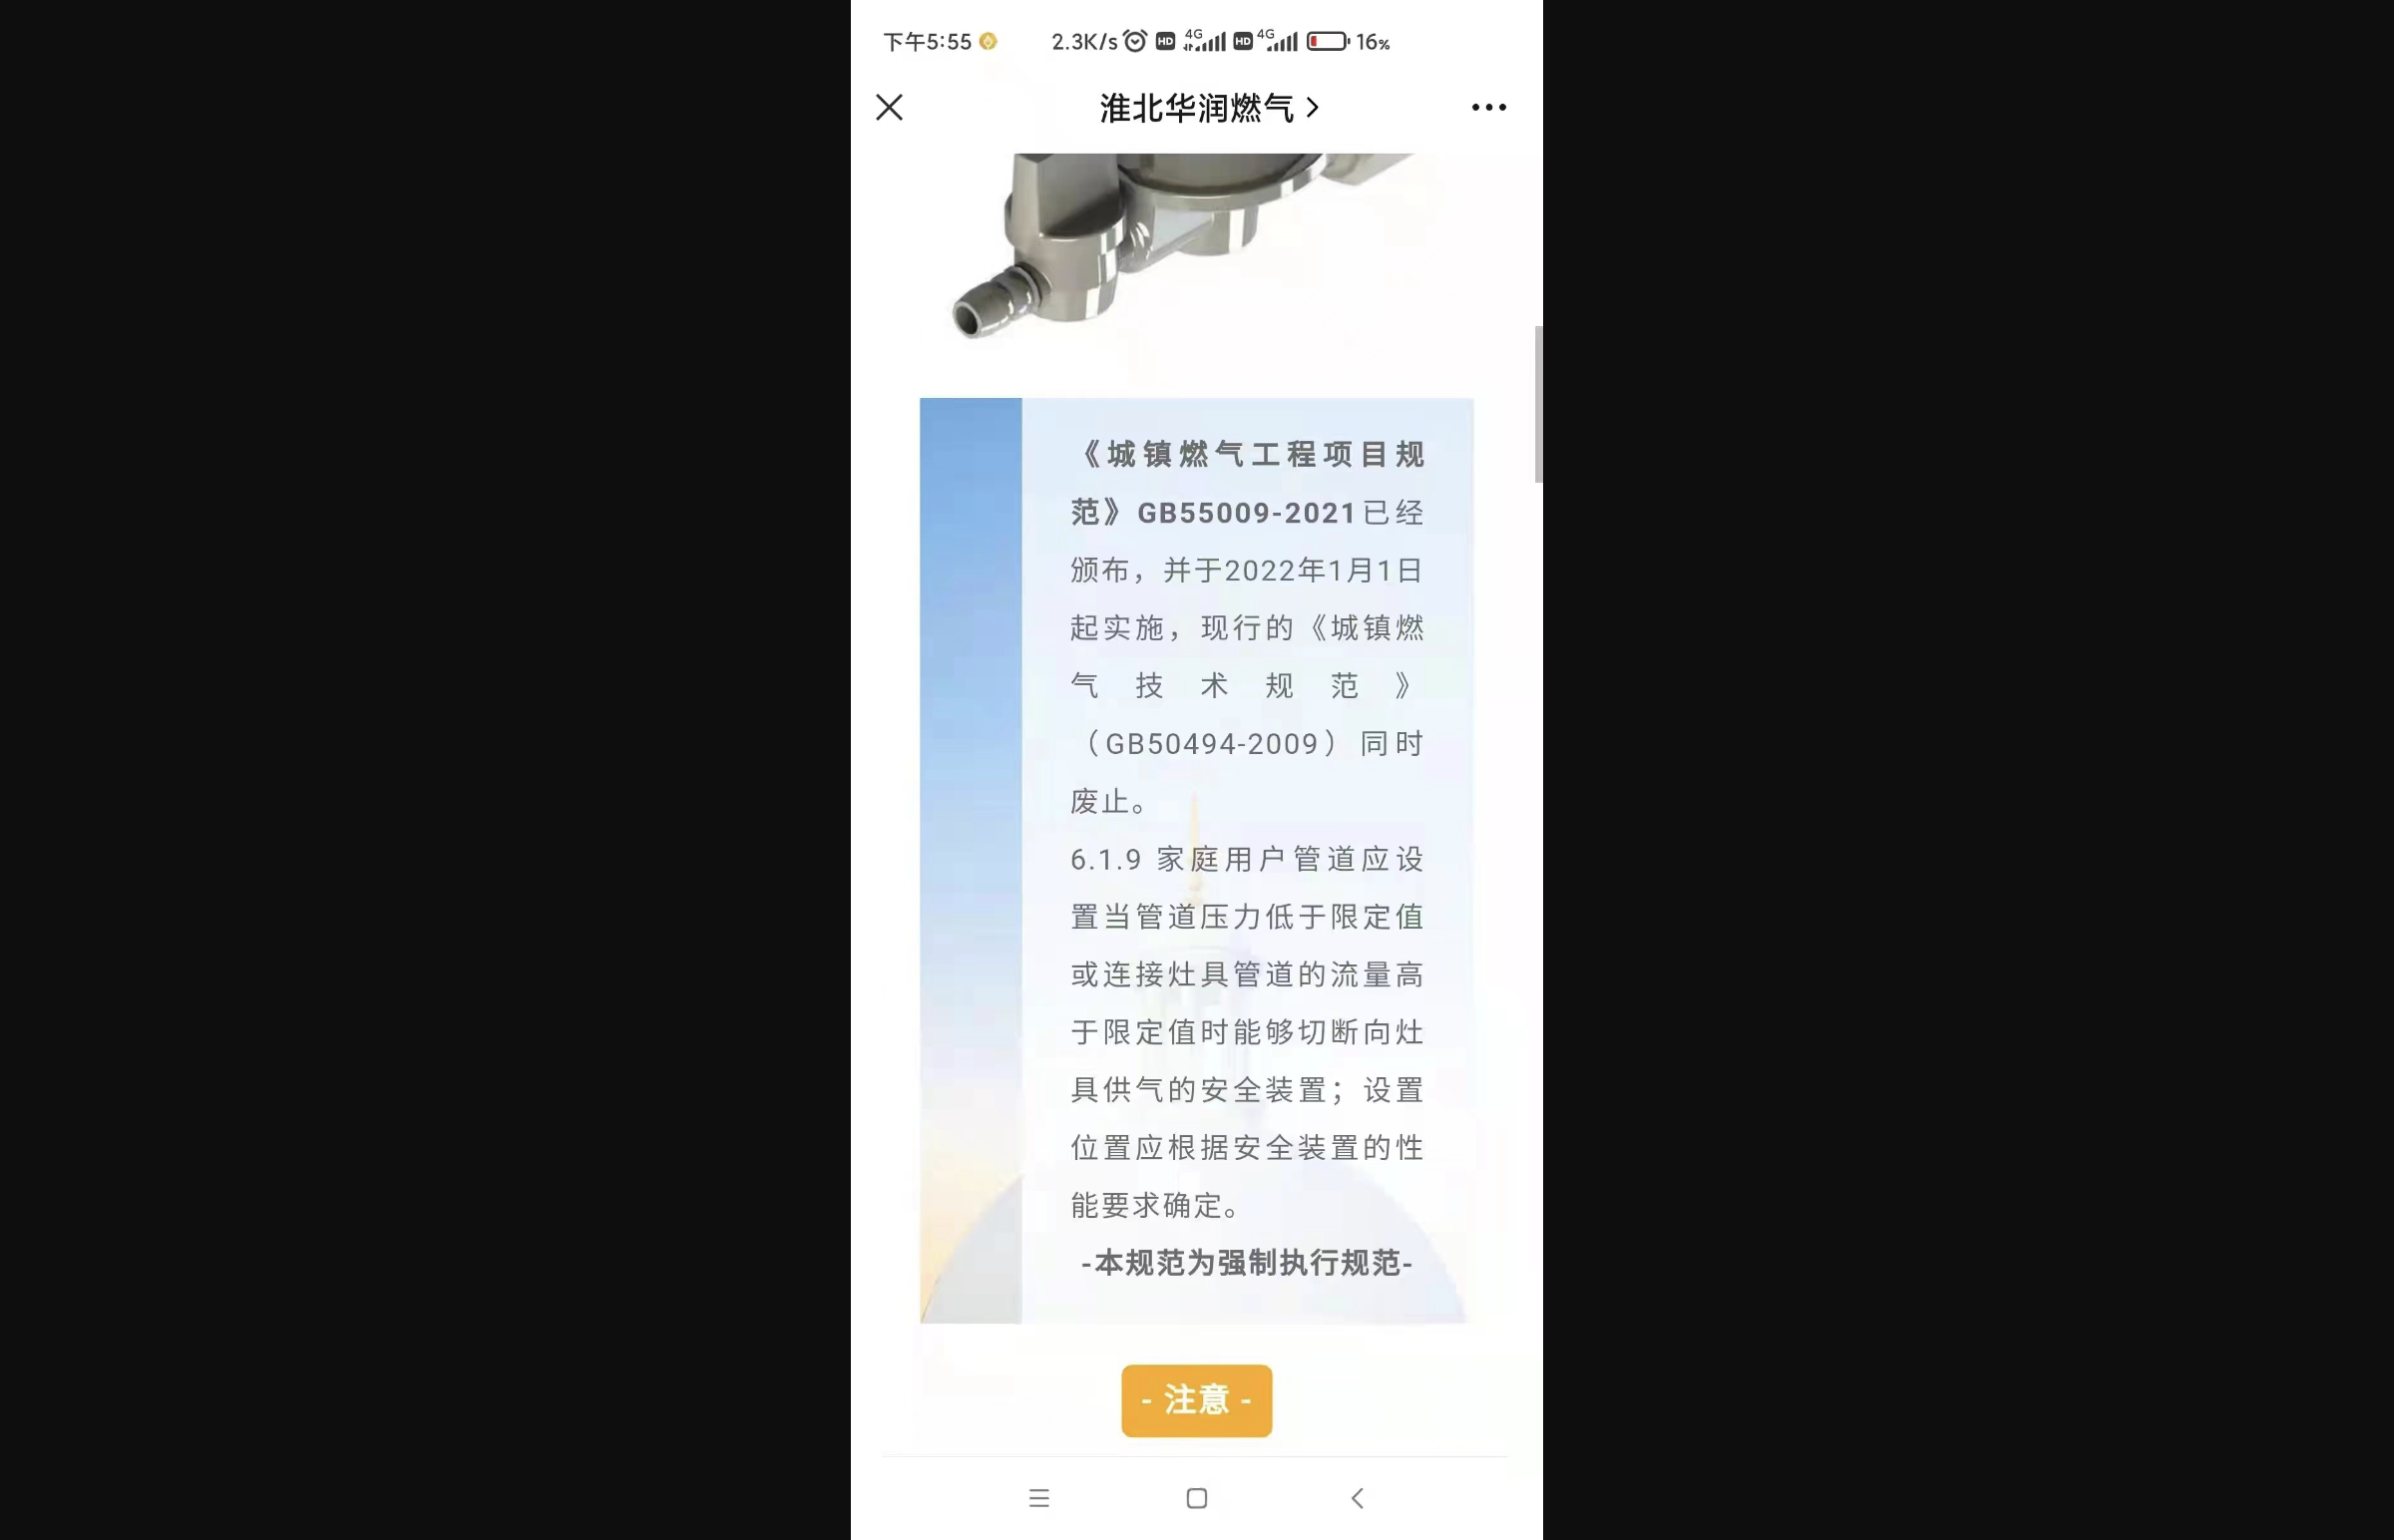 下午5:55 2.3K/s HD 4G HD 4G 16%
淮北华润燃气
《城镇燃气工程项目规
范》GB55009-2021已经
颁布，并于2022年1月1日
起实施，现行的《城镇燃
气技术规范》
（GB50494-2009）同时
废止。
6.1.9 家庭用户管道应设
置当管道压力低于限定值
或连接灶具管道的流量高
于限定值时能够切断向灶
具供气的安全装置；设置
位置应根据安全装置的性
能要求确定。
-本规范为强制执行规范-
- 注意 -